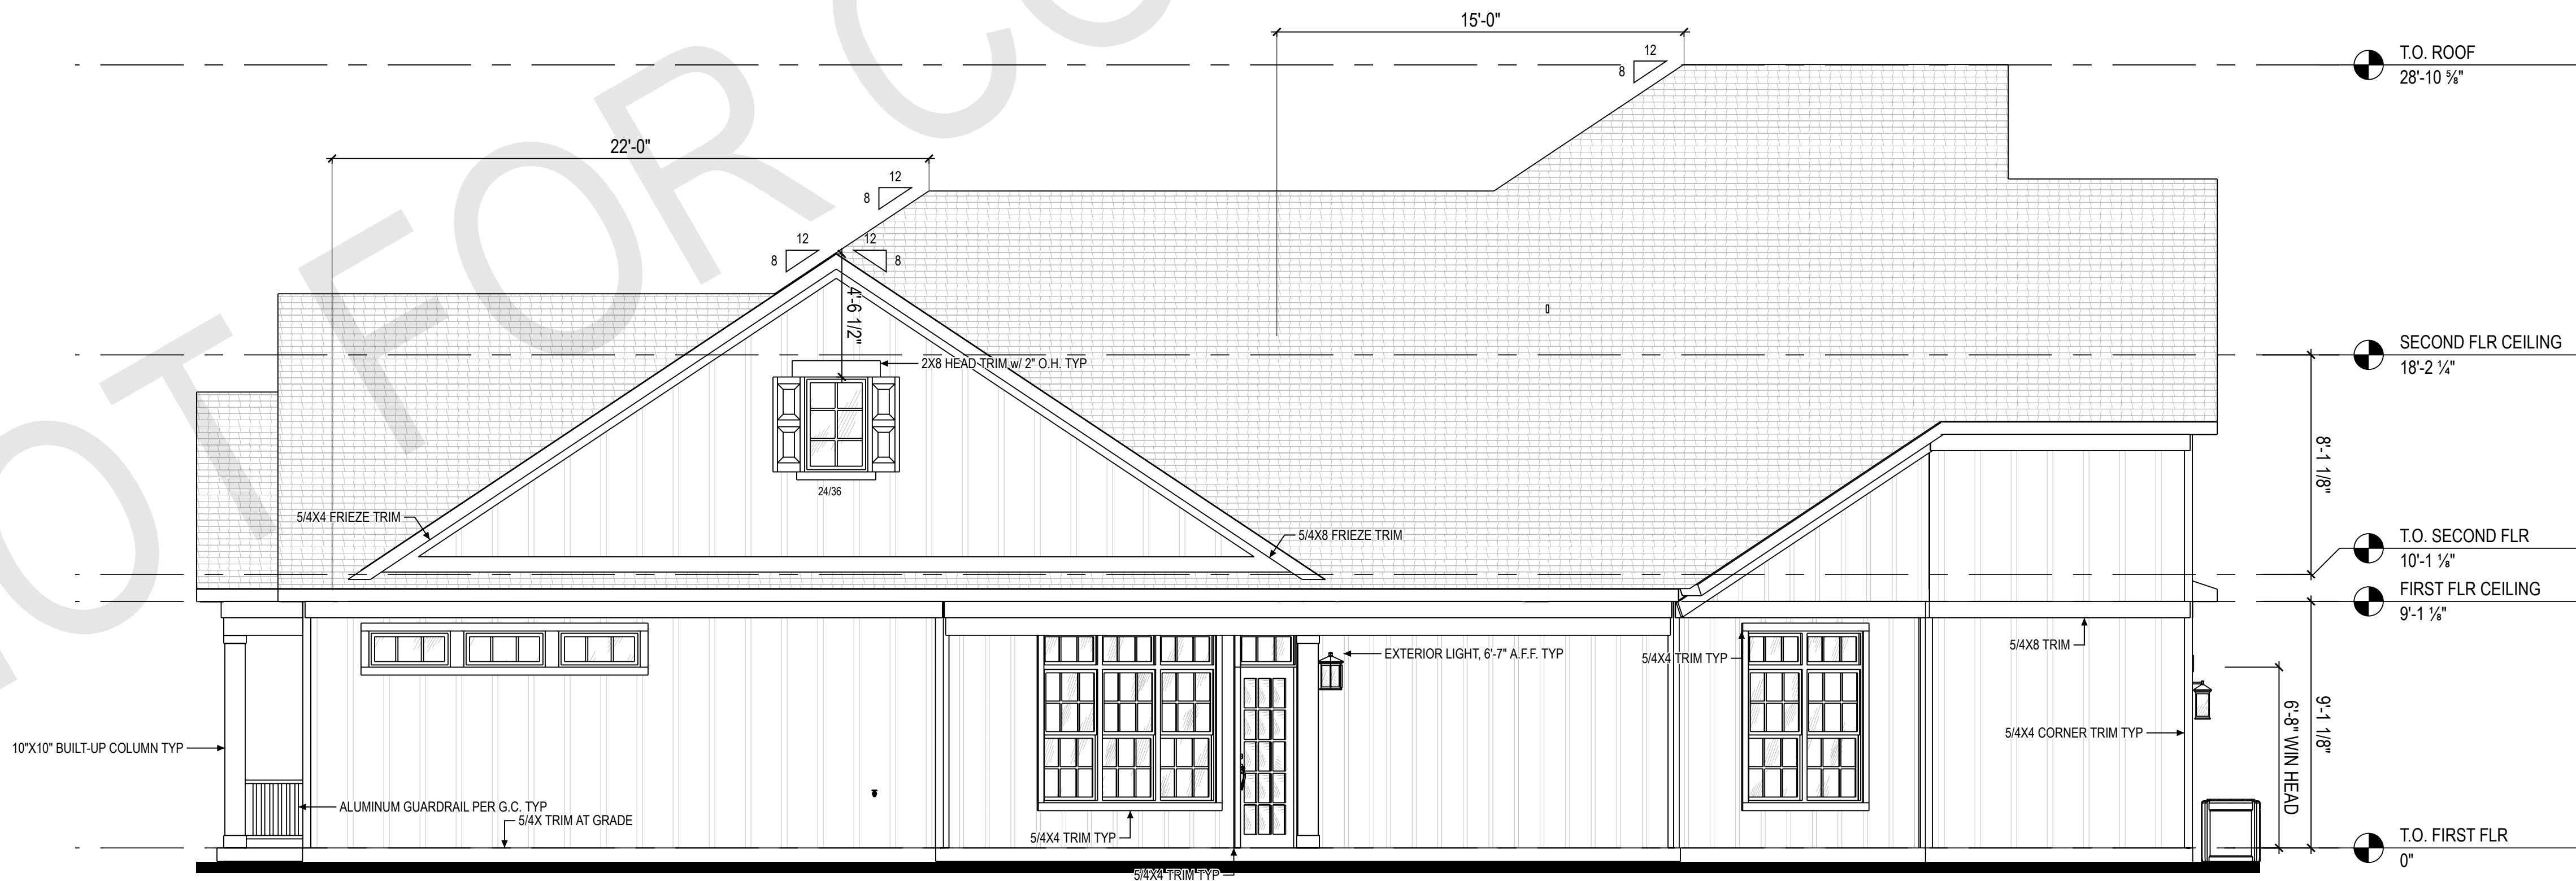 15'-0"
12
8
T.O. ROOF
28'-10 ⅝"
22'-0"
12
8
12
8
12
8
4'-6 1/2"
2X8 HEAD TRIM w/ 2" O.H. TYP
24/36
SECOND FLR CEILING
18'-2 ¼"
8'-1 1/8"
5/4X4 FRIEZE TRIM
5/4X8 FRIEZE TRIM
T.O. SECOND FLR
10'-1 ⅛"
FIRST FLR CEILING
9'-1 ⅛"
EXTERIOR LIGHT, 6'-7" A.F.F. TYP
5/4X4 TRIM TYP
5/4X8 TRIM
10"X10" BUILT-UP COLUMN TYP
5/4X4 CORNER TRIM TYP
6'-8" WIN HEAD
9'-1 1/8"
ALUMINUM GUARDRAIL PER G.C. TYP
5/4X TRIM AT GRADE
5/4X4 TRIM TYP
5/4X4 TRIM TYP
T.O. FIRST FLR
0"
OT FOR CO